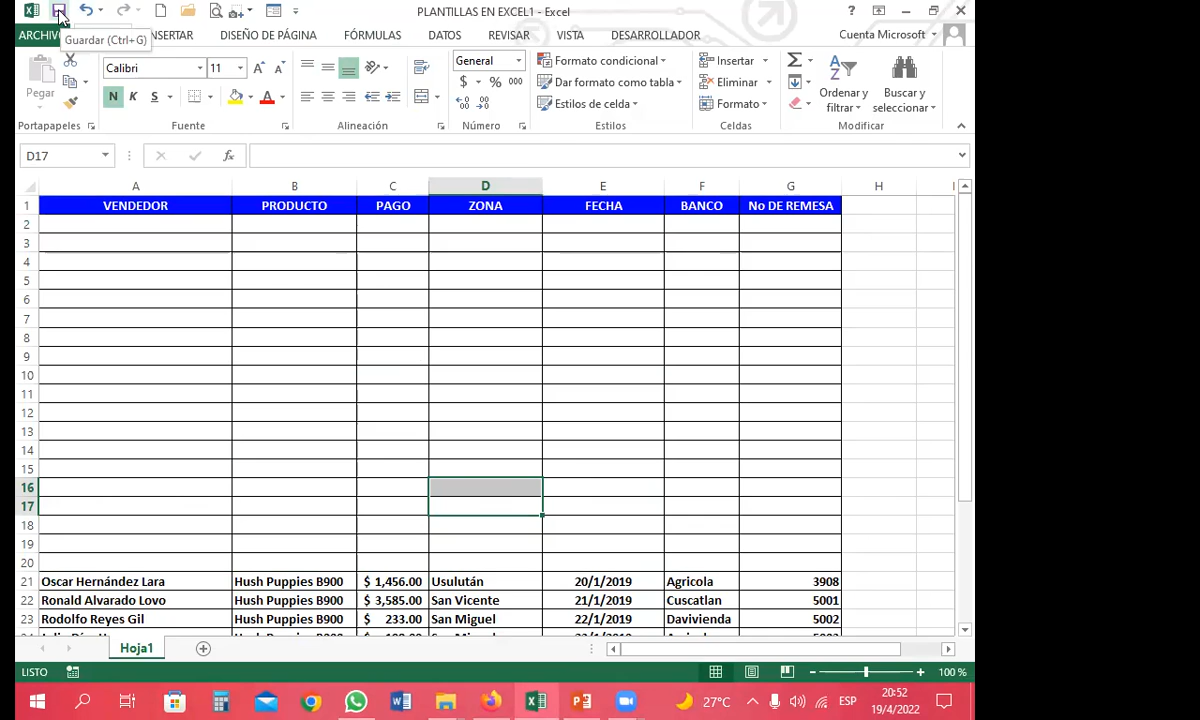 PLANTILLAS EN EXCEL1 - Excel
?
ARCHIVO
Guardar (Ctrl+G)
INSERTAR DISEÑO DE PÁGINA FÓRMULAS DATOS REVISAR VISTA DESARROLLADOR Cuenta Microsoft
Pegar
Calibri 11
N K S
General
$ % 000
Formato condicional
Dar formato como tabla
Estilos de celda
Insertar
Eliminar
Formato
Ordenar y filtrar
Buscar y seleccionar
Portapapeles Fuente Alineación Número Estilos Celdas Modificar
D17
fx
A B C D E F G H I
1 VENDEDOR PRODUCTO PAGO ZONA FECHA BANCO No DE REMESA
2
3
4
5
6
7
8
9
10
11
12
13
14
15
16
17
18
19
20
21 Oscar Hernández Lara Hush Puppies B900 $ 1,456.00 Usulután 20/1/2019 Agricola 3908
22 Ronald Alvarado Lovo Hush Puppies B900 $ 3,585.00 San Vicente 21/1/2019 Cuscatlan 5001
23 Rodolfo Reyes Gil Hush Puppies B900 $ 233.00 San Miguel 22/1/2019 Davivienda 5002
Hoja1
LISTO 100 %
27°C ESP 20:52
19/4/2022